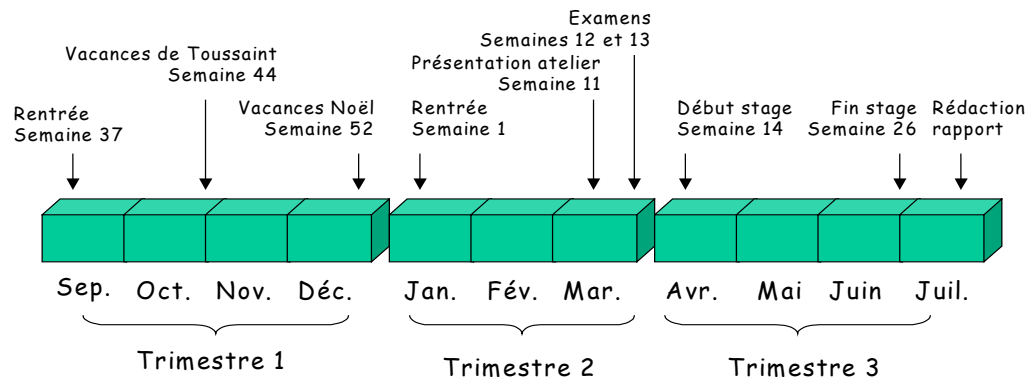 Examens
Semaines 12 et 13
Vacances de Toussaint
Semaine 44
Présentation atelier
Semaine 11
Rentrée
Semaine 37
Vacances Noël
Semaine 52
Rentrée
Semaine 1
Début stage
Semaine 14
Fin stage
Semaine 26
Rédaction
rapport
Sep. Oct. Nov. Déc. Jan. Fév. Mar. Avr. Mai Juin Juil.
Trimestre 1 Trimestre 2 Trimestre 3